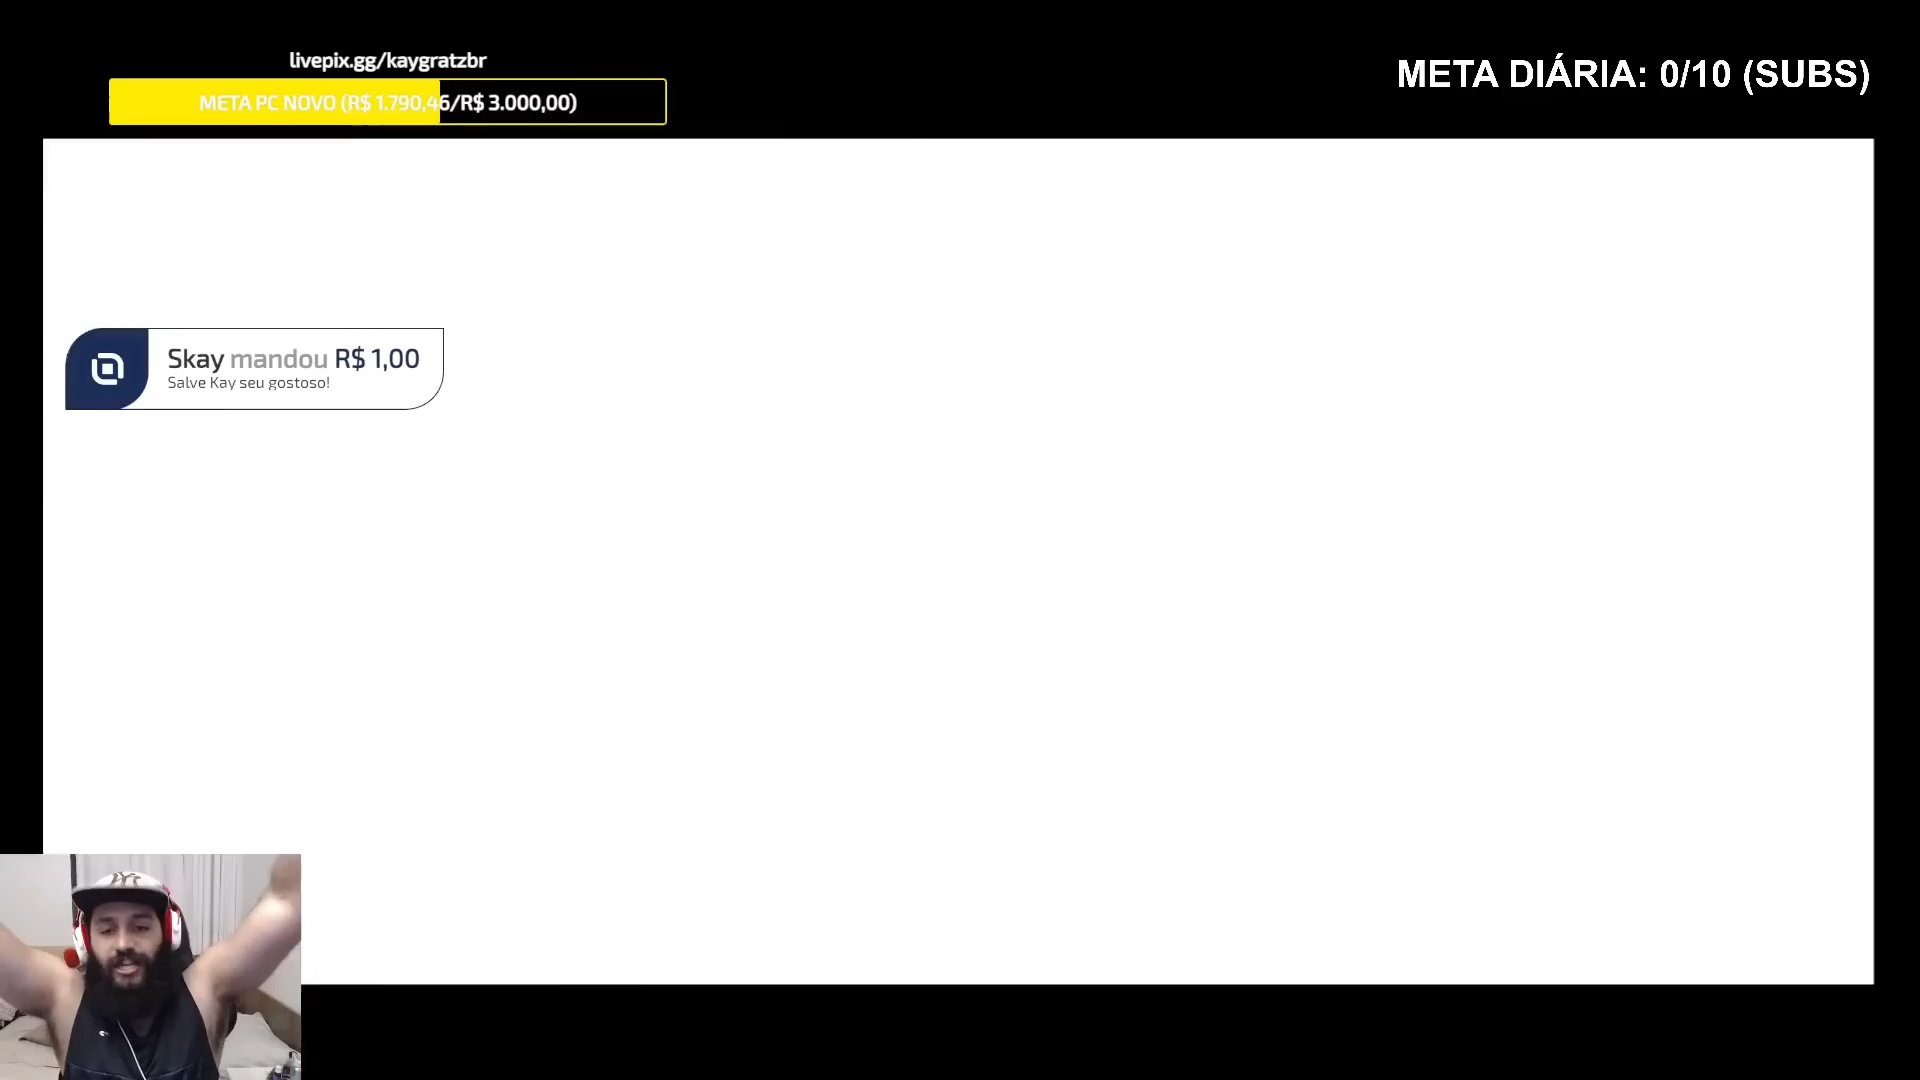 livepix.gg/kaygratzbr
META PC NOVO (R$ 1.790,46/R$ 3.000,00)
META DIÁRIA: 0/10 (SUBS)
Skay mandou R$ 1,00
Salve Kay seu gostoso!